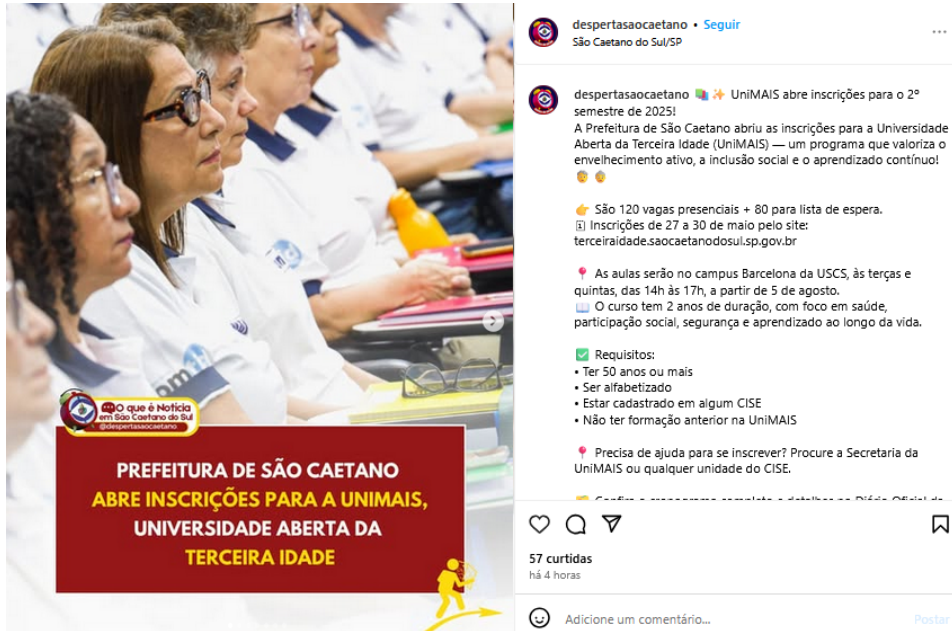 O que é Notícia
em São Caetano do Sul
@despertasaocaetano
PREFEITURA DE SÃO CAETANO
ABRE INSCRIÇÕES PARA A UNIMAIS,
UNIVERSIDADE ABERTA DA
TERCEIRA IDADE
despertasaocaetano • Seguir
São Caetano do Sul/SP
despertasaocaetano 📚✨ UniMAIS abre inscrições para o 2º
semestre de 2025!
A Prefeitura de São Caetano abriu as inscrições para a Universidade
Aberta da Terceira Idade (UniMAIS) — um programa que valoriza o
envelhecimento ativo, a inclusão social e o aprendizado contínuo!
👉 São 120 vagas presenciais + 80 para lista de espera.
🗓 Inscrições de 27 a 30 de maio pelo site:
terceiraidade.saocaetanodosul.sp.gov.br
📍 As aulas serão no campus Barcelona da USCS, às terças e
quintas, das 14h às 17h, a partir de 5 de agosto.
📖 O curso tem 2 anos de duração, com foco em saúde,
participação social, segurança e aprendizado ao longo da vida.
✅ Requisitos:
• Ter 50 anos ou mais
• Ser alfabetizado
• Estar cadastrado em algum CISE
• Não ter formação anterior na UniMAIS
📍 Precisa de ajuda para se inscrever? Procure a Secretaria da
UniMAIS ou qualquer unidade do CISE.
57 curtidas
há 4 horas
Adicione um comentário...
Postar